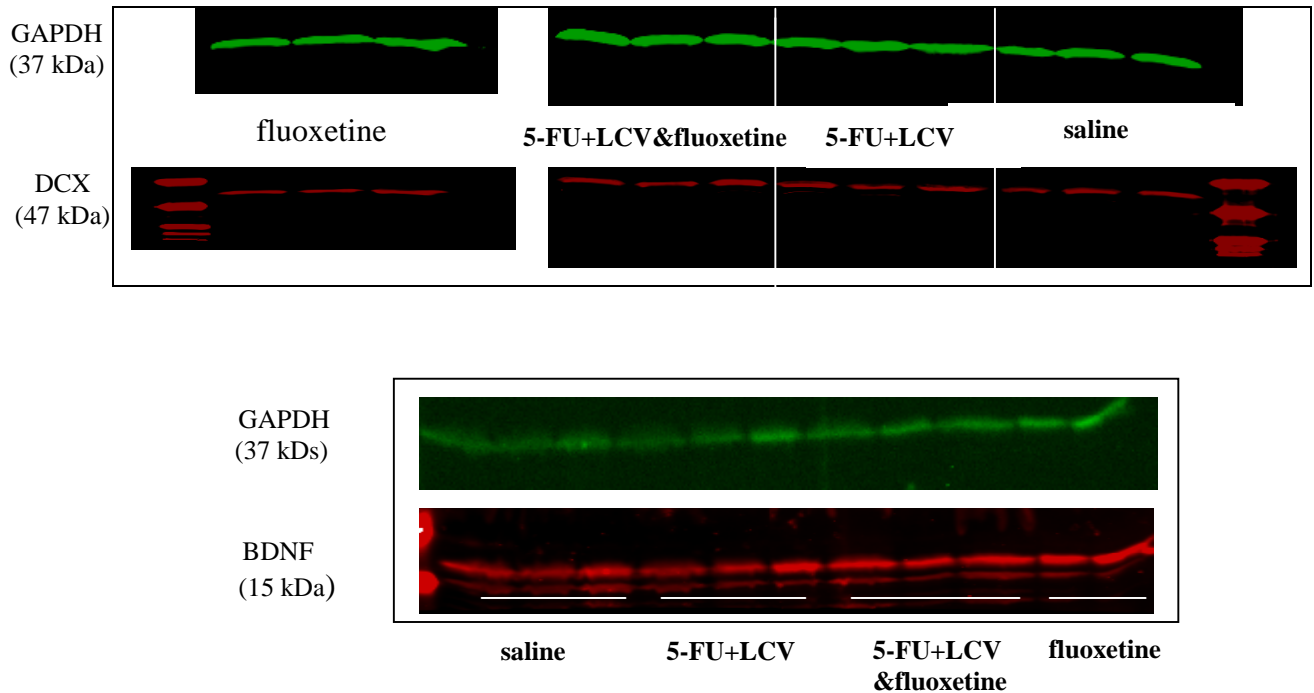 GAPDH
(37 kDa)
fluoxetine
5-FU+LCV&fluoxetine
5-FU+LCV
saline
DCX
(47 kDa)
GAPDH
(37 kDs)
BDNF
(15 kDa)
saline
5-FU+LCV
5-FU+LCV
&fluoxetine
fluoxetine